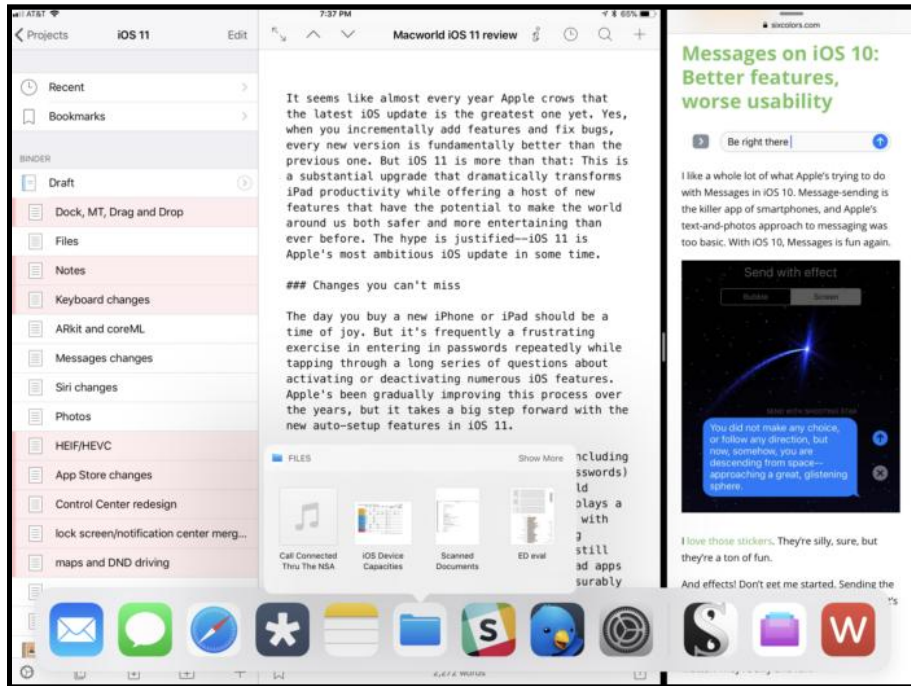 AT&T
7:37 PM
65%
Projects
iOS 11
Edit
Recent
Bookmarks
BINDER
Draft
Dock, MT, Drag and Drop
Files
Notes
Keyboard changes
ARkit and coreML
Messages changes
Siri changes
Photos
HEIF/HEVC
App Store changes
Control Center redesign
lock screen/notification center merg...
maps and DND driving
Macworld iOS 11 review
It seems like almost every year Apple crows that
the latest iOS update is the greatest one yet. Yes,
when you incrementally add features and fix bugs,
every new version is fundamentally better than the
previous one. But iOS 11 is more than that: This is
a substantial upgrade that dramatically transforms
iPad productivity while offering a host of new
features that have the potential to make the world
around us both safer and more entertaining than
ever before. The hype is justified––iOS 11 is
Apple's most ambitious iOS update in some time.
### Changes you can't miss
The day you buy a new iPhone or iPad should be a
time of joy. But it's frequently a frustrating
exercise in entering in passwords repeatedly while
tapping through a long series of questions about
activating or deactivating numerous iOS features.
Apple's been gradually improving this process over
the years, but it takes a big step forward with the
new auto-setup features in iOS 11.
FILES
Show More
Call Connected
Thru The NSA
iOS Device
Capacities
Scanned
Documents
ED eval
with
still
ad apps
2,272 words
sixcolors.com
Messages on iOS 10:
Better features,
worse usability
Be right there
I like a whole lot of what Apple's trying to do
with Messages in iOS 10. Message-sending is
the killer app of smartphones, and Apple's
text-and-photos approach to messaging was
too basic. With iOS 10, Messages is fun again.
Send with effect
Bubble
Screen
SEND WITH SHOOTING STAR
You did not make any choice,
or follow any direction, but
now, somehow, you are
descending from space––
approaching a great, glistening
sphere.
I love those stickers. They're silly, sure, but
they're a ton of fun.
And effects! Don't get me started. Sending the
S
S
W